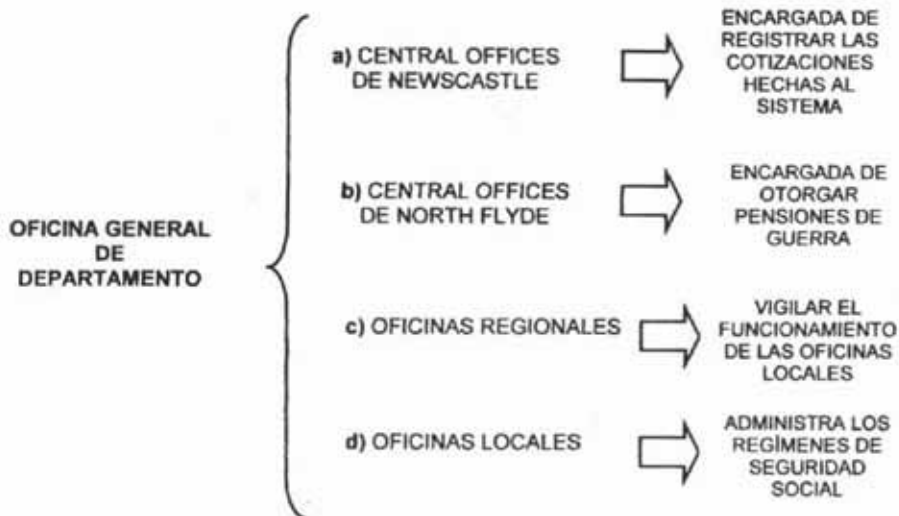 OFICINA GENERAL
DE
DEPARTAMENTO
a) CENTRAL OFFICES
DE NEWSCASTLE
ENCARGADA DE
REGISTRAR LAS
COTIZACIONES
HECHAS AL
SISTEMA
b) CENTRAL OFFICES
DE NORTH FLYDE
ENCARGADA DE
OTORGAR
PENSIONES DE
GUERRA
c) OFICINAS REGIONALES
VIGILAR EL
FUNCIONAMIENTO
DE LAS OFICINAS
LOCALES
d) OFICINAS LOCALES
ADMINISTRA LOS
REGÍMENES DE
SEGURIDAD
SOCIAL